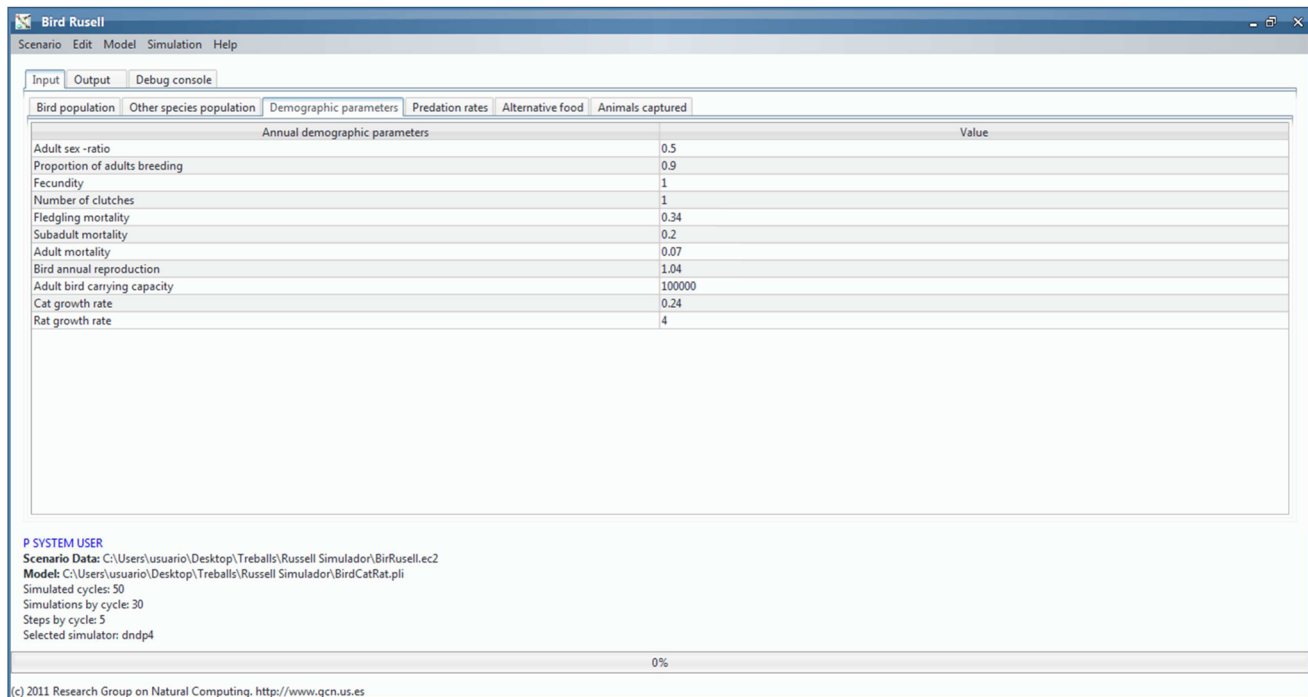 Bird Rusell
Scenario Edit Model Simulation Help
Input Output Debug console
Bird population Other species population Demographic parameters Predation rates Alternative food Animals captured
Annual demographic parameters Value
Adult sex -ratio 0.5
Proportion of adults breeding 0.9
Fecundity 1
Number of clutches 1
Fledgling mortality 0.34
Subadult mortality 0.2
Adult mortality 0.07
Bird annual reproduction 1.04
Adult bird carrying capacity 100000
Cat growth rate 0.24
Rat growth rate 4
P SYSTEM USER
Scenario Data: C:\Users\usuario\Desktop\Treballs\Russell Simulador\BirRusell.ec2
Model: C:\Users\usuario\Desktop\Treballs\Russell Simulador\BirdCatRat.pli
Simulated cycles: 50
Simulations by cycle: 30
Steps by cycle: 5
Selected simulator: dndp4
0%
(c) 2011 Research Group on Natural Computing. http://www.gcn.us.es